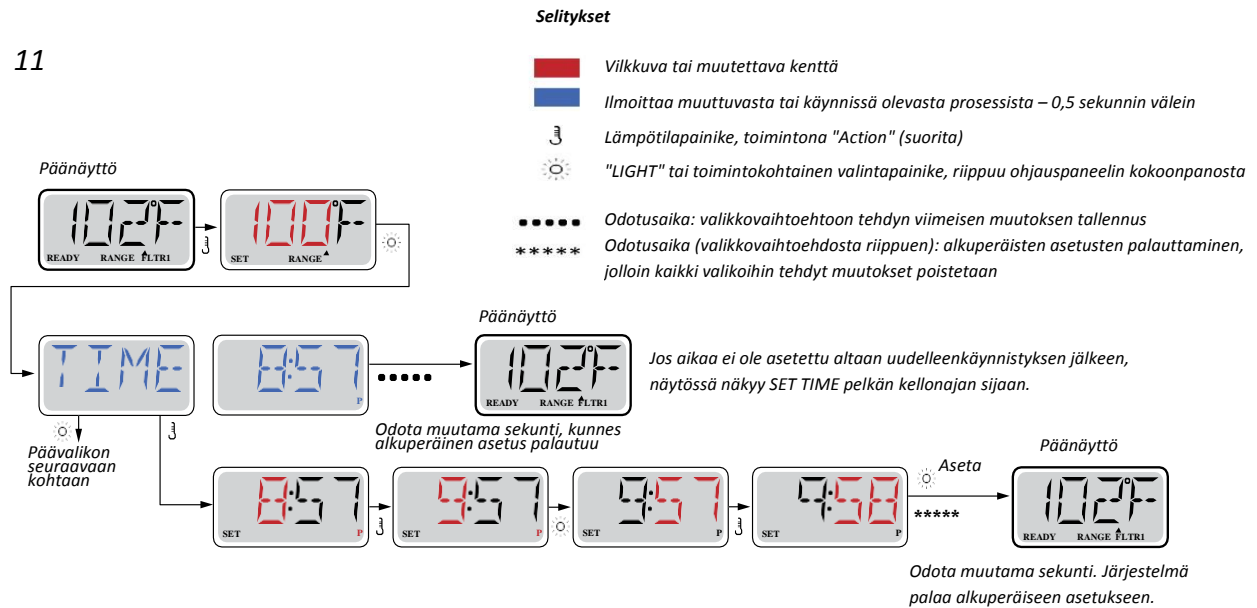 Selitykset
11
Vilkkuva tai muutettava kenttä
Ilmoittaa muuttuvasta tai käynnissä olevasta prosessista – 0,5 sekunnin välein
Lämpötilapainike, toimintona "Action" (suorita)
"LIGHT" tai toimintokohtainen valintapainike, riippuu ohjauspaneelin kokoonpanosta
Odotusaika: valikkovaihtoehtoon tehdyn viimeisen muutoksen tallennus
***** Odotusaika (valikkovaihtoehdosta riippuen): alkuperäisten asetusten palauttaminen,
jolloin kaikki valikoihin tehdyt muutokset poistetaan
Päänäyttö
102°F
READY RANGE FLTR1
100°F
SET RANGE
TIME
8:57
P
Päänäyttö
102°F
READY RANGE FLTR1
Jos aikaa ei ole asetettu altaan uudelleenkäynnistyksen jälkeen,
näytössä näkyy SET TIME pelkän kellonajan sijaan.
Odota muutama sekunti, kunnes
alkuperäinen asetus palautuu
Päävalikon
seuraavaan
kohtaan
8:57
SET P
9:57
SET P
9:57
SET P
9:58
SET P
Aseta
*****
Päänäyttö
102°F
READY RANGE FLTR1
Odota muutama sekunti. Järjestelmä
palaa alkuperäiseen asetukseen.